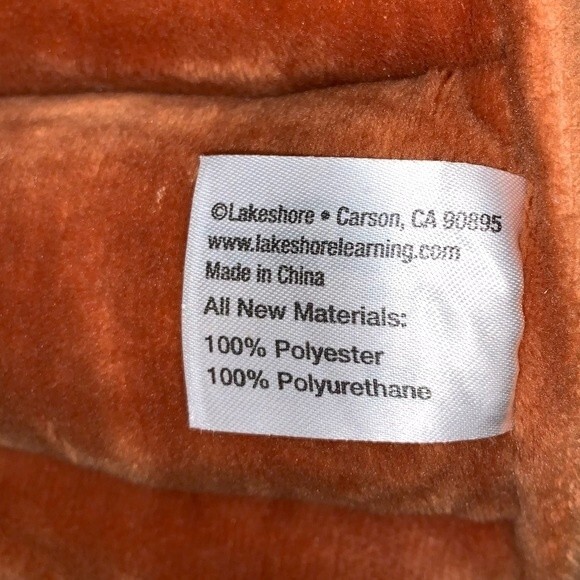 ©Lakeshore • Carson, CA 90895
www.lakeshorelearning.com
Made in China
All New Materials:
100% Polyester
100% Polyurethane